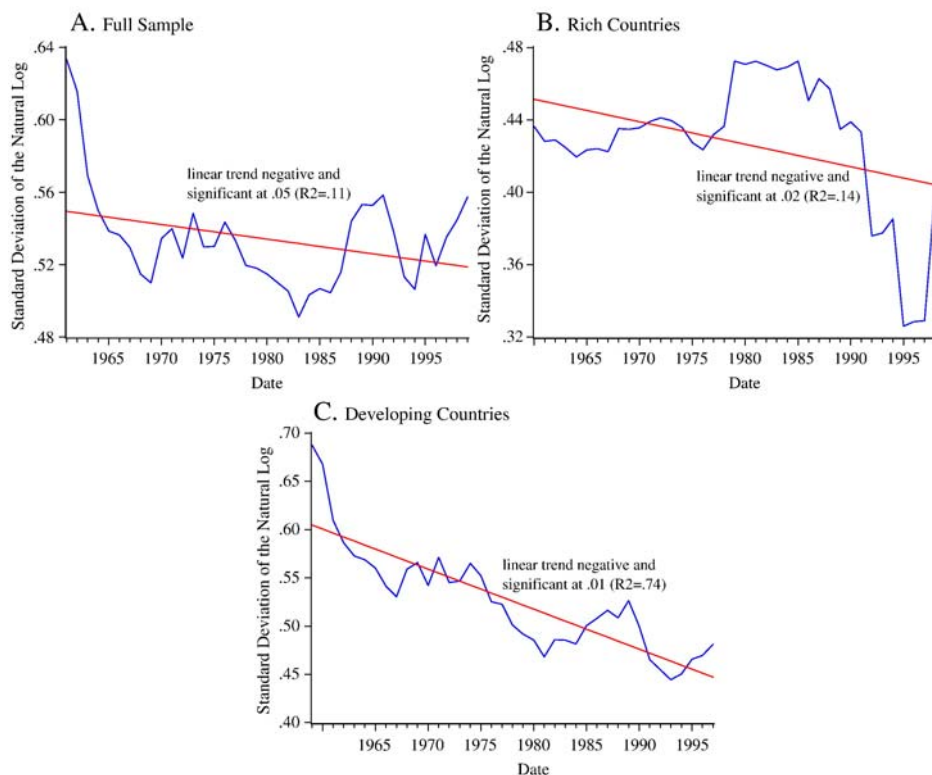 A. Full Sample
Standard Deviation of the Natural Log
.64
.60
.56
.52
.48
linear trend negative and
significant at .05 (R2=.11)
1965 1970 1975 1980 1985 1990 1995
Date
B. Rich Countries
Standard Deviation of the Natural Log
.48
.44
.40
.36
.32
linear trend negative and
significant at .02 (R2=.14)
1965 1970 1975 1980 1985 1990 1995
Date
C. Developing Countries
Standard Deviation of the Natural Log
.70
.60
.55
.50
.45
.40
linear trend negative and
significant at .01 (R2=.74)
1965 1970 1975 1980 1985 1990 1995
Date